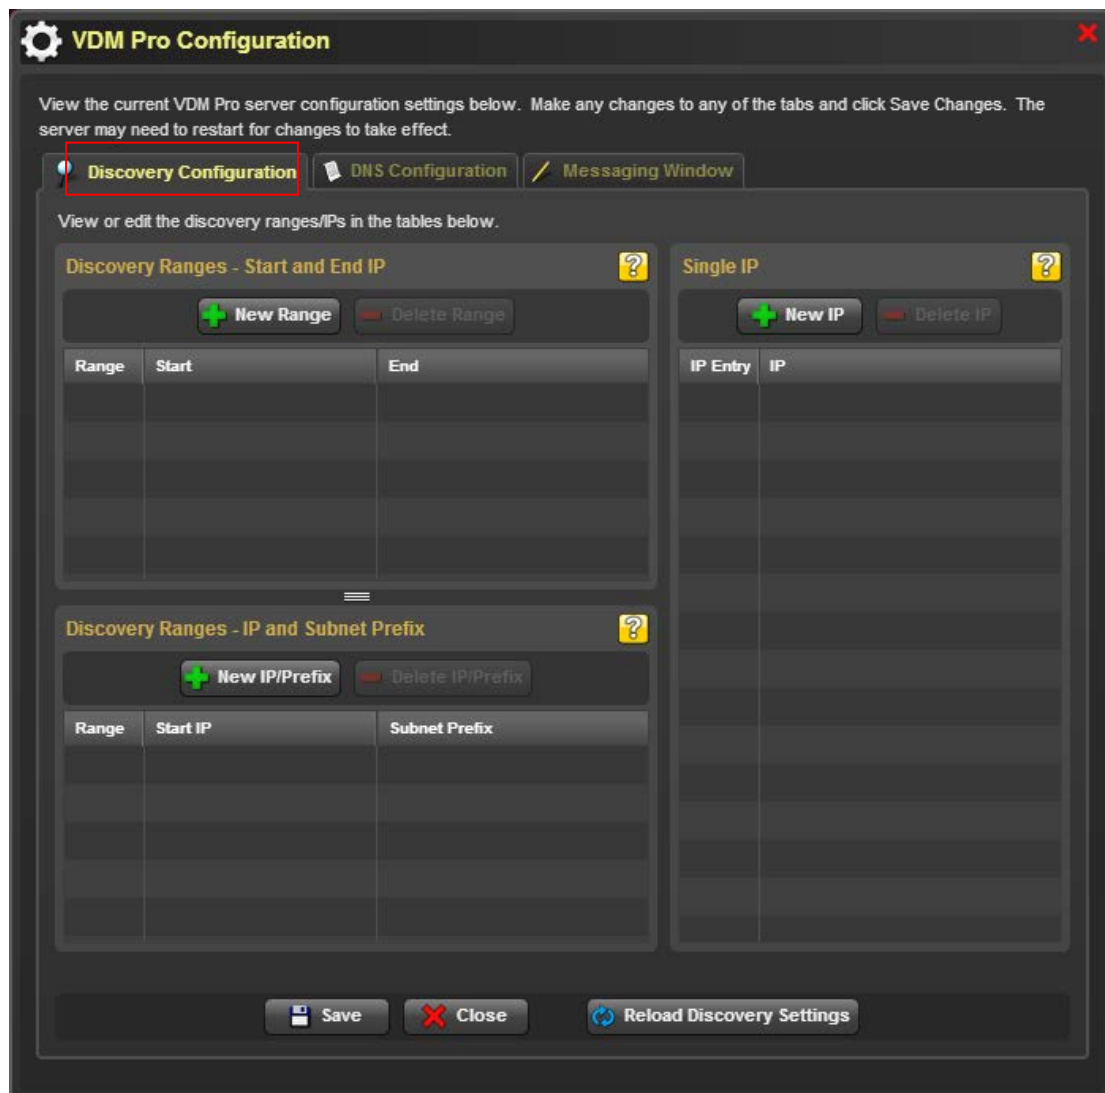 VDM Pro Configuration
View the current VDM Pro server configuration settings below. Make any changes to any of the tabs and click Save Changes. The
server may need to restart for changes to take effect.
Discovery Configuration DNS Configuration Messaging Window
View or edit the discovery ranges/IPs in the tables below.
Discovery Ranges - Start and End IP
New Range Delete Range
Range Start End
Discovery Ranges - IP and Subnet Prefix
New IP/Prefix Delete IP/Prefix
Range Start IP Subnet Prefix
Single IP
New IP Delete IP
IP Entry IP
Save Close Reload Discovery Settings